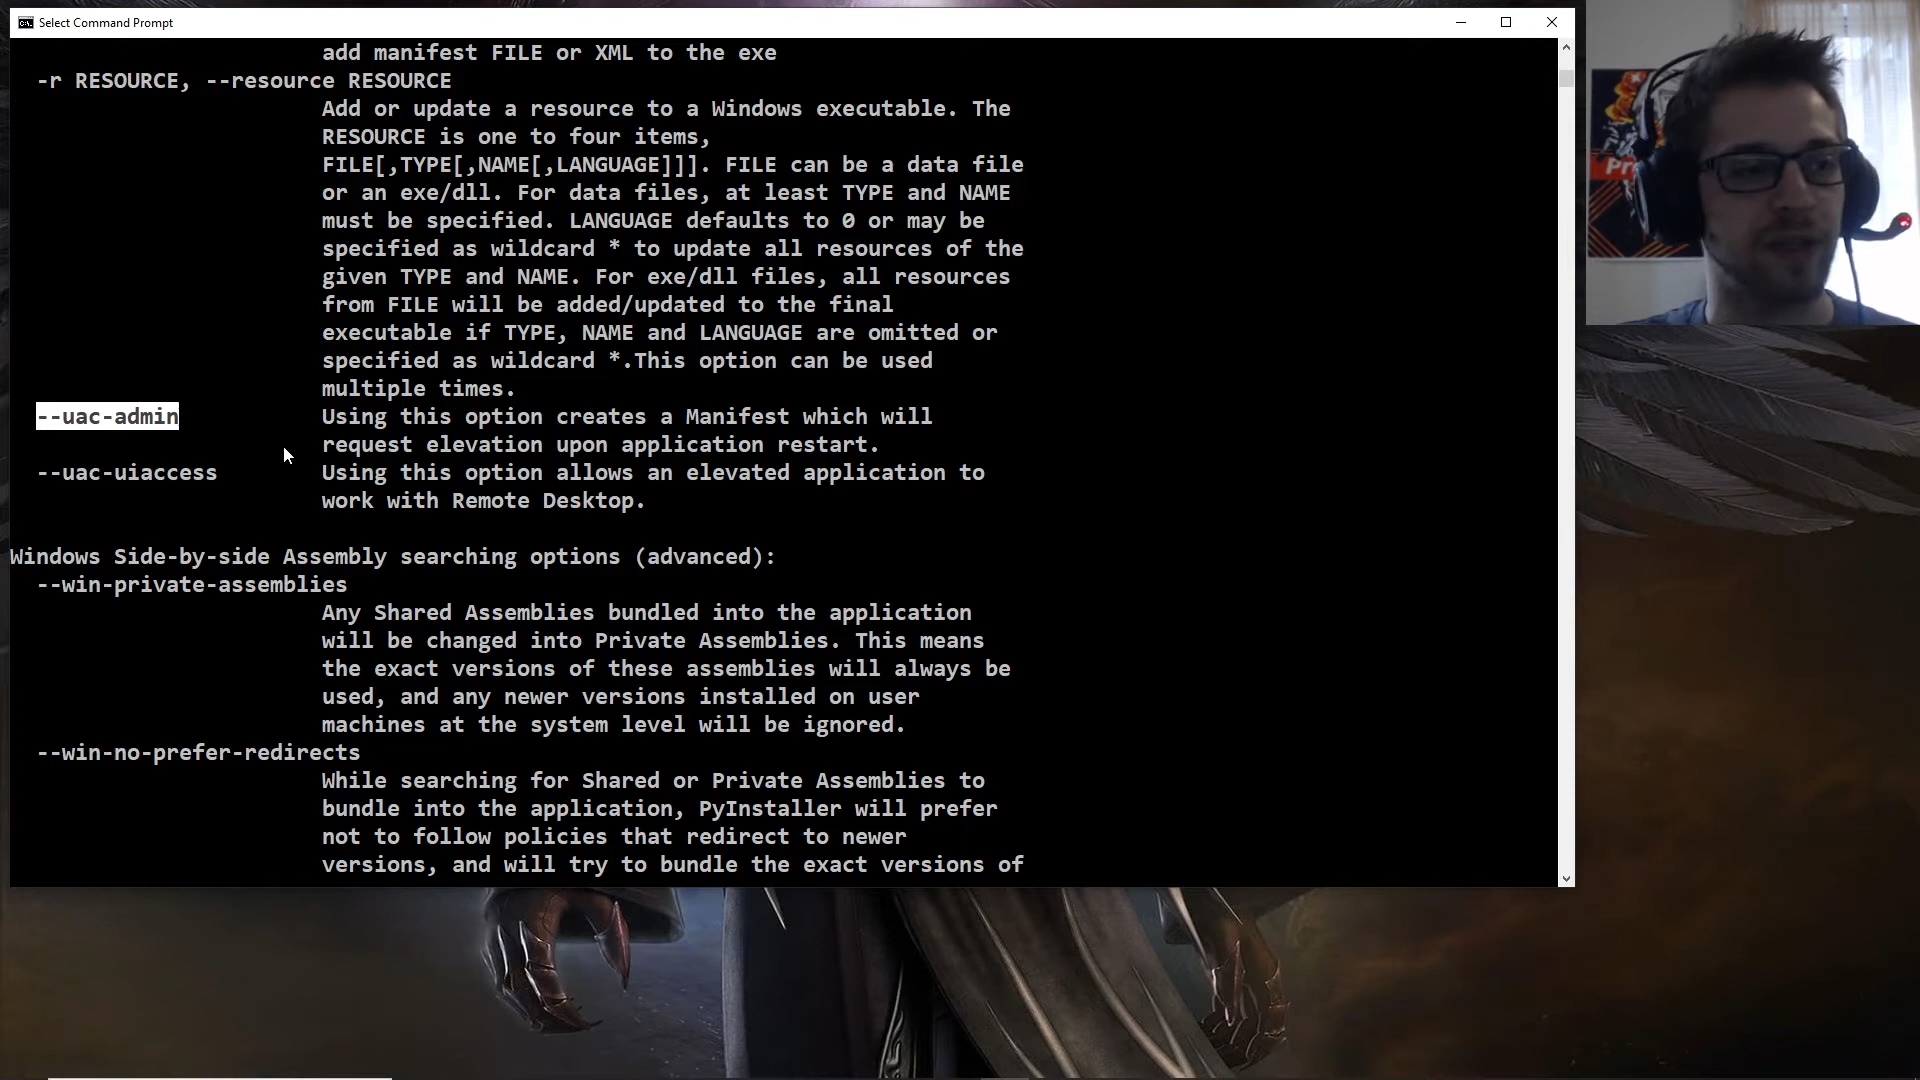 Select Command Prompt
add manifest FILE or XML to the exe
-r RESOURCE, --resource RESOURCE
Add or update a resource to a Windows executable. The
RESOURCE is one to four items,
FILE[,TYPE[,NAME[,LANGUAGE]]]. FILE can be a data file
or an exe/dll. For data files, at least TYPE and NAME
must be specified. LANGUAGE defaults to 0 or may be
specified as wildcard * to update all resources of the
given TYPE and NAME. For exe/dll files, all resources
from FILE will be added/updated to the final
executable if TYPE, NAME and LANGUAGE are omitted or
specified as wildcard *.This option can be used
multiple times.
--uac-admin Using this option creates a Manifest which will
request elevation upon application restart.
--uac-uiaccess Using this option allows an elevated application to
work with Remote Desktop.
Windows Side-by-side Assembly searching options (advanced):
--win-private-assemblies
Any Shared Assemblies bundled into the application
will be changed into Private Assemblies. This means
the exact versions of these assemblies will always be
used, and any newer versions installed on user
machines at the system level will be ignored.
--win-no-prefer-redirects
While searching for Shared or Private Assemblies to
bundle into the application, PyInstaller will prefer
not to follow policies that redirect to newer
versions, and will try to bundle the exact versions of